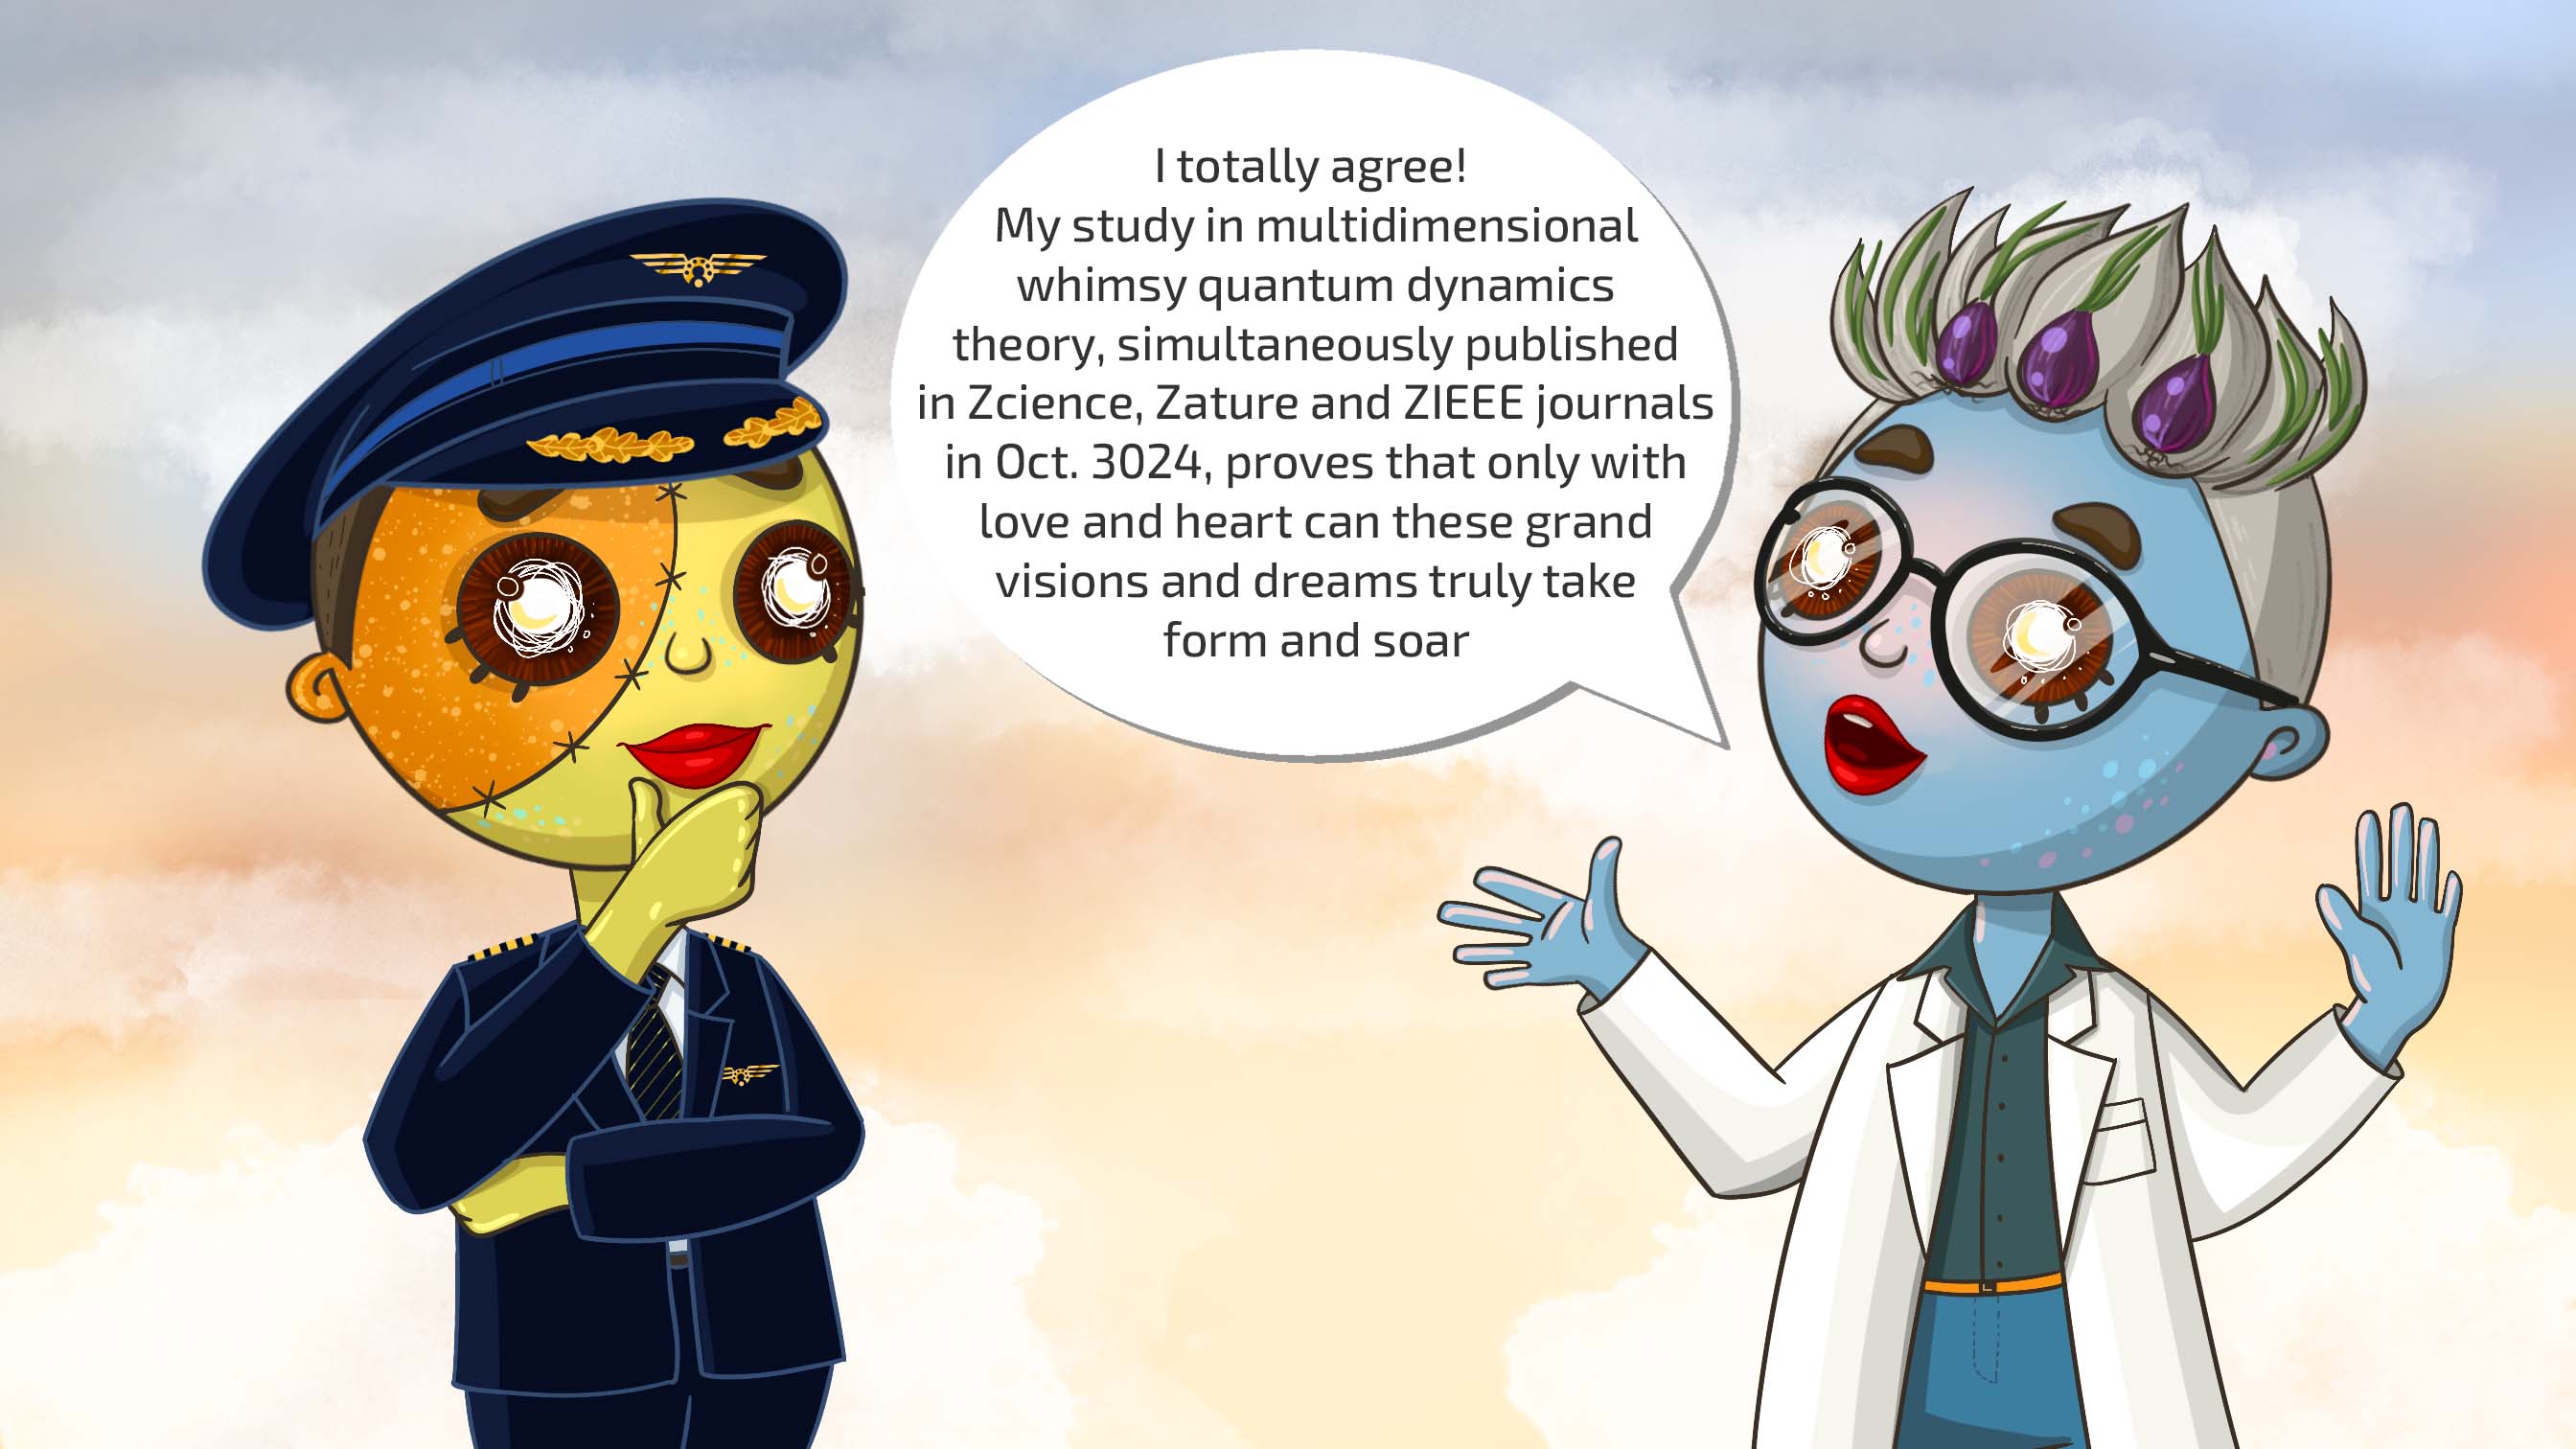 I totally agree!
My study in multidimensional
whimsy quantum dynamics
theory, simultaneously published
in Zcience, Zature and ZIEEE journals
in Oct. 3024, proves that only with
love and heart can these grand
visions and dreams truly take
form and soar